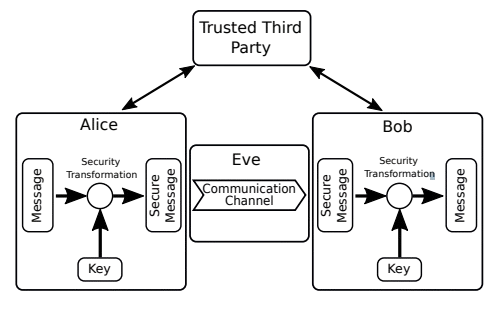 Trusted Third
Party
Alice
Security
Transformation
Message
Secure
Message
Key
Eve
Communication
Channel
Bob
Security
Transformation
Secure
Message
Message
Key